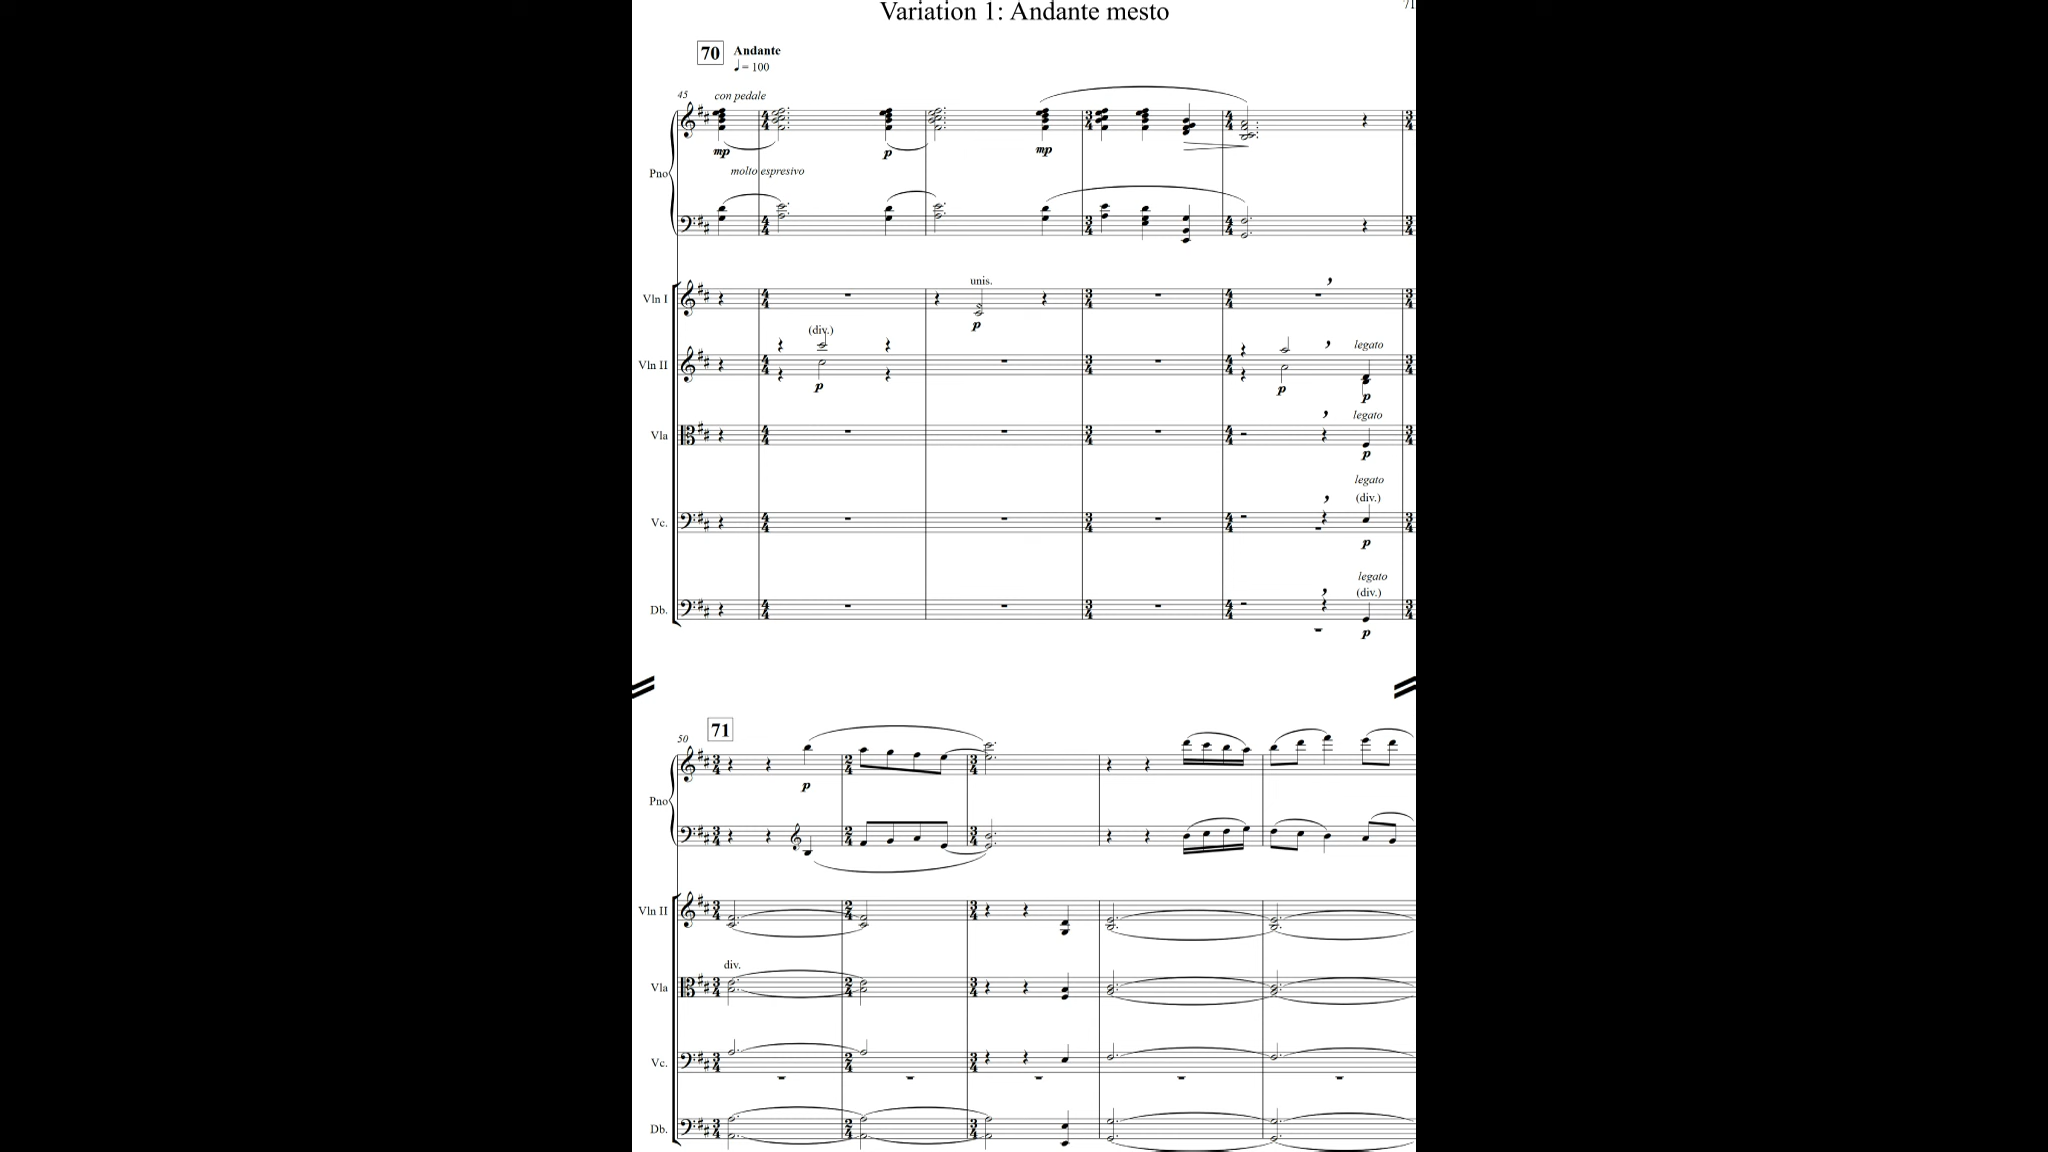 Variation 1: Andante mesto
71
70 Andante
♩ = 100
45
con pedale
mp p mp
molto espresivo
Pno
unis.
Vln I
p
(div.)
Vln II
legato
p p p
legato
Vla
p
legato
(div.)
Vc.
p
legato
(div.)
Db.
p
71
50
p
Pno
Vln II
div.
Vla
Vc.
Db.